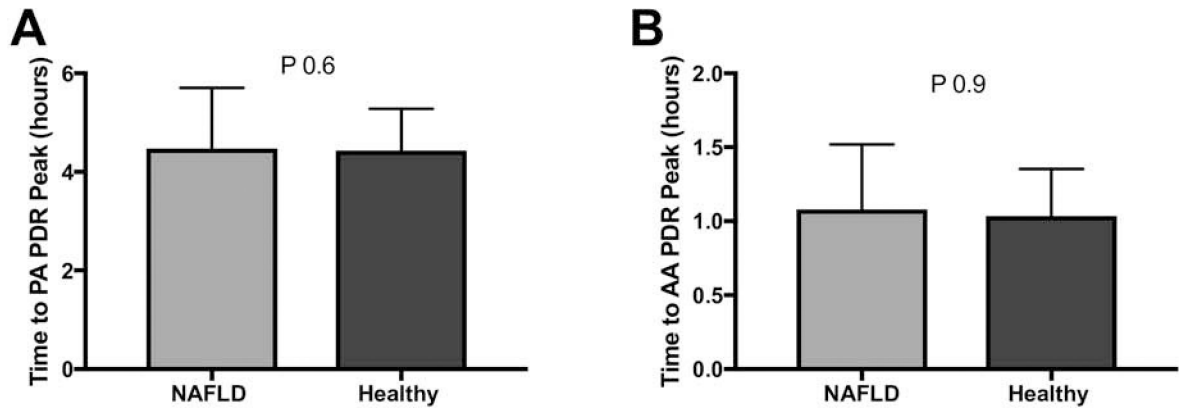 A
P 0.6
Time to PA PDR Peak (hours)
6
4
2
0
NAFLD Healthy
B
P 0.9
Time to AA PDR Peak (hours)
2.0
1.5
1.0
0.5
0.0
NAFLD Healthy